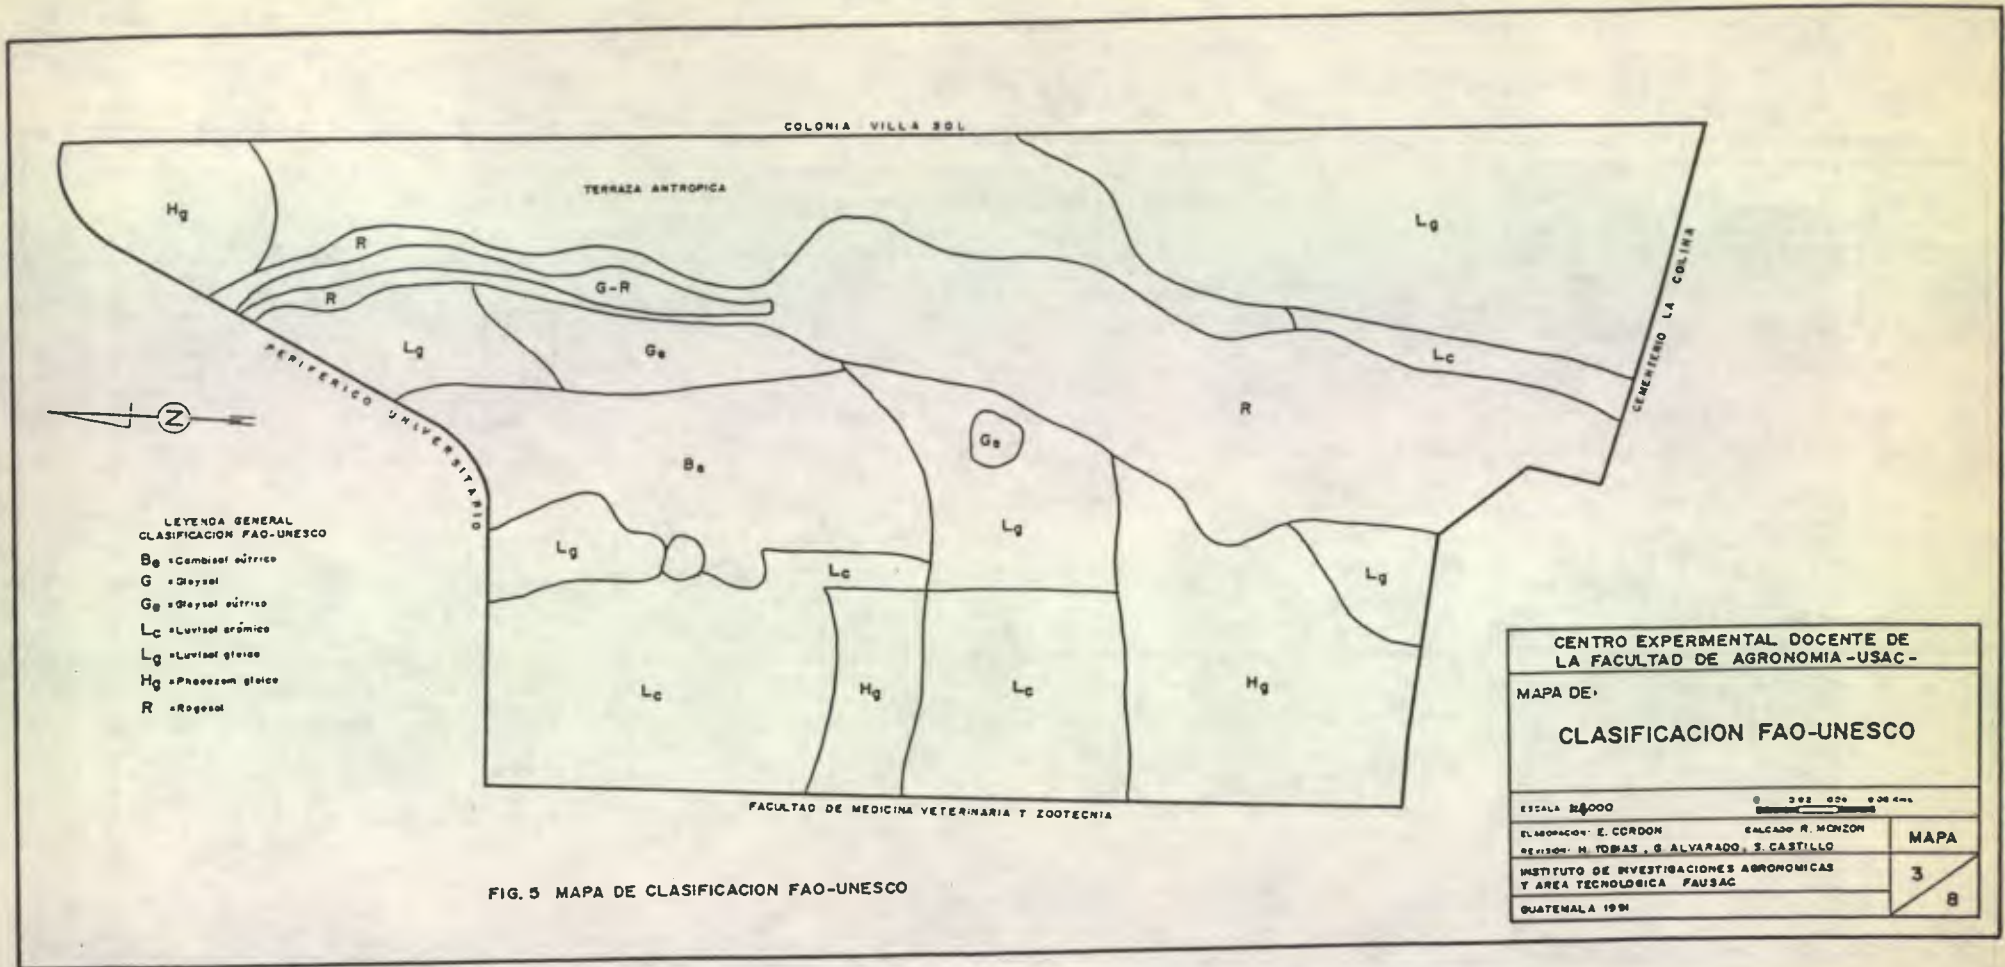 COLONIA VILLA SOL
TERRAZA ANTROPICA
Hg
Lg
R
G-R
R
Lg
Ge
Lc
R
CEMENTERIO LA COLINA
PERIFERICO UNIVERSITARIO
N
Be
Ge
Lg
Lg
Lc
Lg
Lc
Hg
Lc
Hg
FACULTAD DE MEDICINA VETERINARIA Y ZOOTECNIA
LEYENDA GENERAL
CLASIFICACION FAO-UNESCO
Be =Cambisol eútrico
G =Gleysol
Ge =Gleysol eútrico
Lc =Luvisol crómico
Lg =Luvisol gleico
Hg =Phaeozem gleico
R =Regosol
FIG. 5 MAPA DE CLASIFICACION FAO-UNESCO
CENTRO EXPERIMENTAL DOCENTE DE
LA FACULTAD DE AGRONOMIA -USAC-
MAPA DE:
CLASIFICACION FAO-UNESCO
ESCALA
0
ELABORACION: E. CORDON CALCADO R. MONZON
REVISION: H. TOBIAS, G ALVARADO, S. CASTILLO
MAPA
INSTITUTO DE INVESTIGACIONES AGRONOMICAS
Y AREA TECNOLOGICA FAUSAC
3
8
GUATEMALA 1991